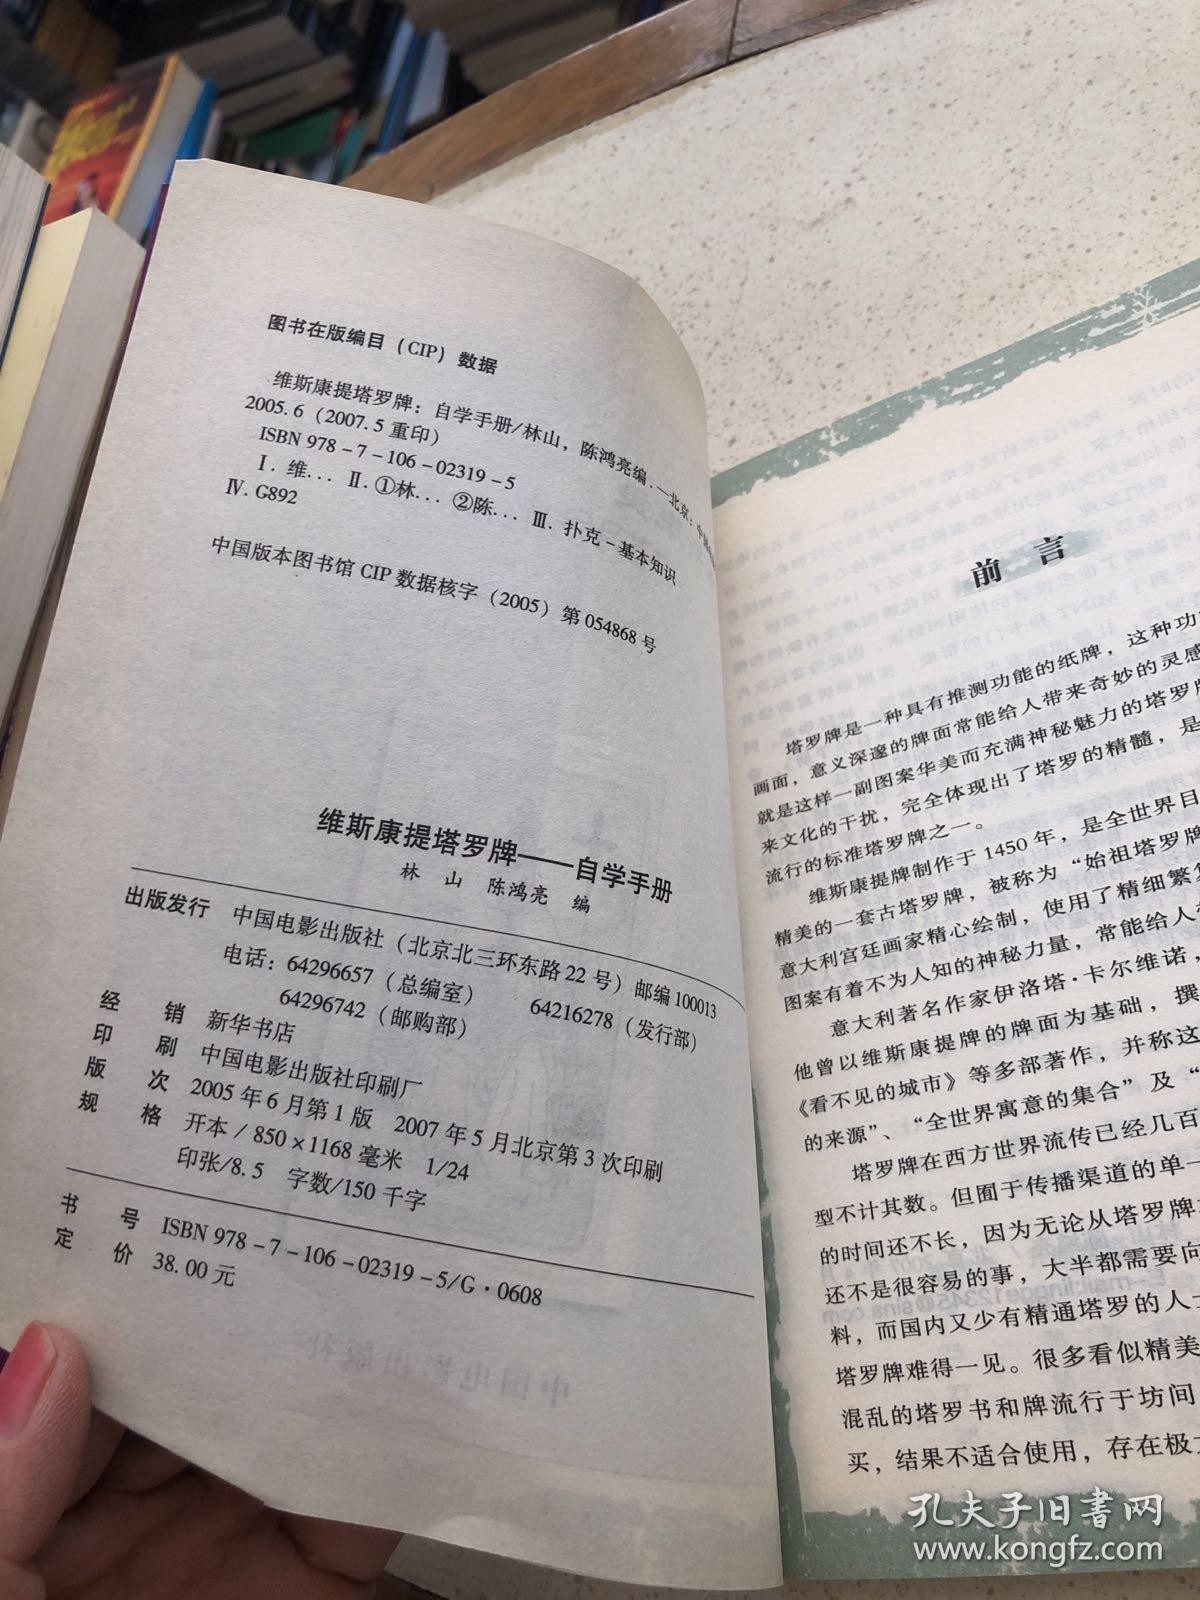 图书在版编目（CIP）数据
维斯康提塔罗牌：自学手册/林山，陈鸿亮编.—北京：中
2005.6（2007.5重印）
ISBN 978-7-106-02319-5
Ⅰ.维... Ⅱ.①林... ②陈... Ⅲ.扑克-基本知识
Ⅳ.G892
中国版本图书馆CIP数据核字（2005）第054868号
维斯康提塔罗牌——自学手册
林 山 陈鸿亮 编
出版发行 中国电影出版社（北京北三环东路22号）邮编100013
电话：64296657（总编室） 64216278（发行部）
64296742（邮购部）
经 销 新华书店
印 刷 中国电影出版社印刷厂
版 次 2005年6月第1版 2007年5月北京第3次印刷
规 格 开本/850×1168毫米 1/24
印张/8.5 字数/150千字
书 号 ISBN 978-7-106-02319-5/G·0608
定 价 38.00元
前 言
塔罗牌是一种具有推测功能的纸牌，这种功
画面，意义深邃的牌面常能给人带来奇妙的灵感
就是这样一副图案华美而充满神秘魅力的塔罗牌
来文化的干扰，完全体现出了塔罗的精髓，是
流行的标准塔罗牌之一。
维斯康提牌制作于1450年，是全世界目
精美的一套古塔罗牌，被称为“始祖塔罗牌
意大利宫廷画家精心绘制，使用了精细繁复
图案有着不为人知的神秘力量，常能给人
意大利著名作家伊洛塔·卡尔维诺，
他曾以维斯康提牌的牌面为基础，撰
《看不见的城市》等多部著作，并称这
的来源”、“全世界寓意的集合”及“
塔罗牌在西方世界流传已经几百
型不计其数。但囿于传播渠道的单一
的时间还不长，因为无论从塔罗牌
还不是很容易的事，大半都需要向
料，而国内又少有精通塔罗的人
塔罗牌难得一见。很多看似精美
混乱的塔罗书和牌流行于坊间
买，结果不适合使用，存在极
孔夫子旧书网
www.kongfz.com